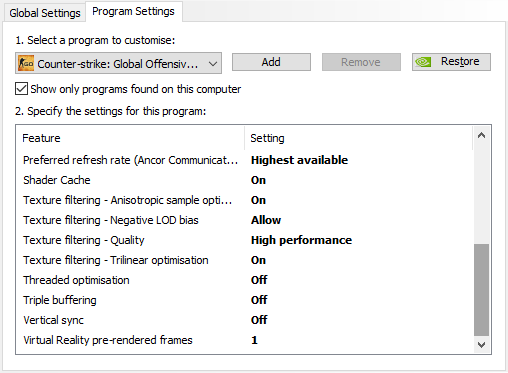 Global Settings
Program Settings
1. Select a program to customise:
GO
Counter-strike: Global Offensiv...
Add
Remove
Restore
Show only programs found on this computer
2. Specify the settings for this program:
Feature Setting
Preferred refresh rate (Ancor Communicat... Highest available
Shader Cache On
Texture filtering - Anisotropic sample opti... On
Texture filtering - Negative LOD bias Allow
Texture filtering - Quality High performance
Texture filtering - Trilinear optimisation On
Threaded optimisation Off
Triple buffering Off
Vertical sync Off
Virtual Reality pre-rendered frames 1